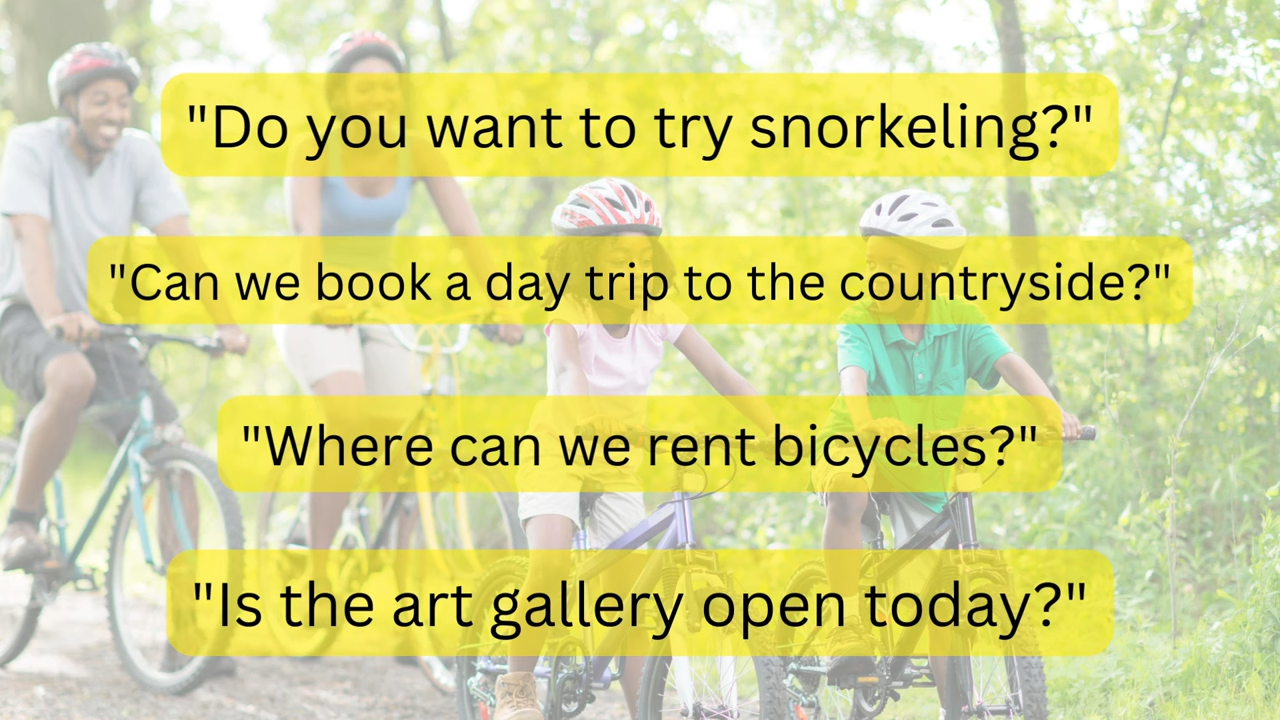 "Do you want to try snorkeling?"
"Can we book a day trip to the countryside?"
"Where can we rent bicycles?"
"Is the art gallery open today?"